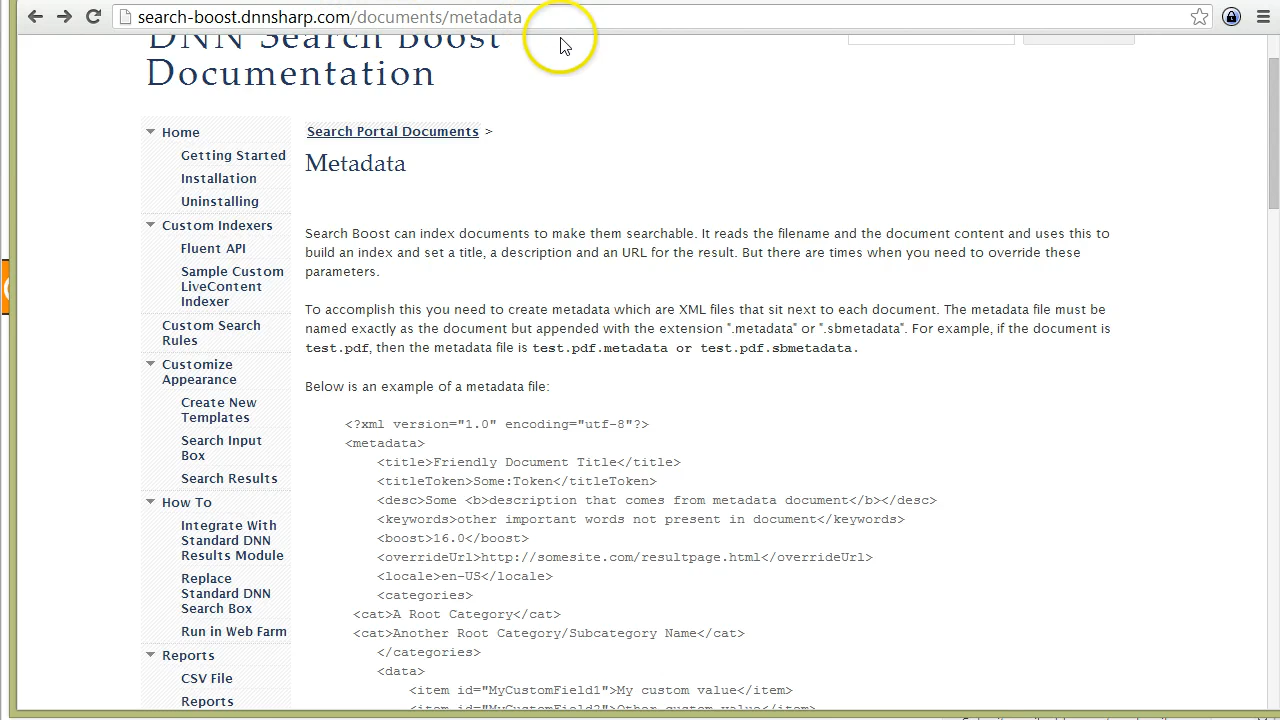 search-boost.dnnsharp.com/documents/metadata
DNN Search Boost
Documentation
Home
Getting Started
Installation
Uninstalling
Custom Indexers
Fluent API
Sample Custom
LiveContent
Indexer
Custom Search
Rules
Customize
Appearance
Create New
Templates
Search Input
Box
Search Results
How To
Integrate With
Standard DNN
Results Module
Replace
Standard DNN
Search Box
Run in Web Farm
Reports
CSV File
Reports
Search Portal Documents >
Metadata
Search Boost can index documents to make them searchable. It reads the filename and the document content and uses this to
build an index and set a title, a description and an URL for the result. But there are times when you need to override these
parameters.
To accomplish this you need to create metadata which are XML files that sit next to each document. The metadata file must be
named exactly as the document but appended with the extension ".metadata" or ".sbmetadata". For example, if the document is
test.pdf, then the metadata file is test.pdf.metadata or test.pdf.sbmetadata.
Below is an example of a metadata file:
<?xml version="1.0" encoding="utf-8"?>
<metadata>
<title>Friendly Document Title</title>
<titleToken>Some:Token</titleToken>
<desc>Some <b>description that comes from metadata document</b></desc>
<keywords>other important words not present in document</keywords>
<boost>16.0</boost>
<overrideUrl>http://somesite.com/resultpage.html</overrideUrl>
<locale>en-US</locale>
<categories>
<cat>A Root Category</cat>
<cat>Another Root Category/Subcategory Name</cat>
</categories>
<data>
<item id="MyCustomField1">My custom value</item>
<item id="MyCustomField2">Other custom value</item>